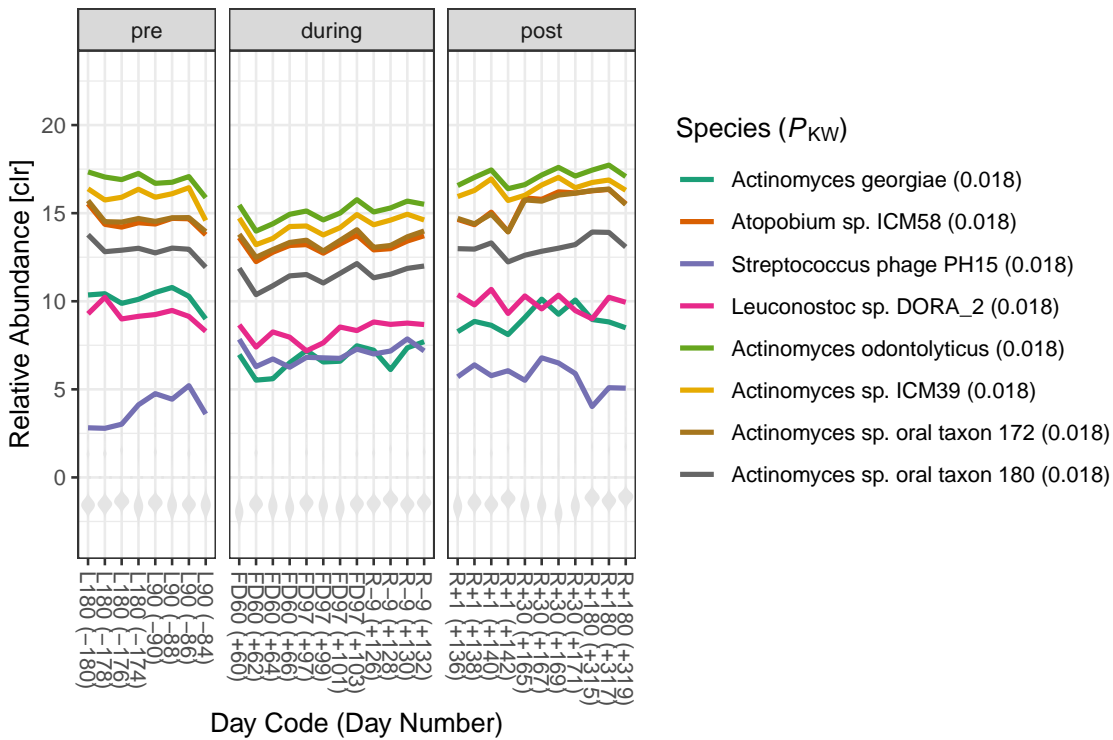 pre
during
post
20
15
10
5
0
Relative Abundance [clr]
L180 (−180)
L180 (−178)
L180 (−176)
L180 (−174)
L90 (−90)
L90 (−88)
L90 (−86)
L90 (−84)
FD60 (+60)
FD60 (+62)
FD60 (+64)
FD60 (+66)
FD97 (+97)
FD97 (+99)
FD97 (+101)
FD97 (+103)
R−9 (+126)
R−9 (+128)
R−9 (+130)
R−9 (+132)
R+1 (+136)
R+1 (+138)
R+1 (+140)
R+1 (+142)
R+30 (+165)
R+30 (+167)
R+30 (+169)
R+30 (+171)
R+180 (+315)
R+180 (+317)
R+180 (+319)
Day Code (Day Number)
Species (PKW)
Actinomyces georgiae (0.018)
Atopobium sp. ICM58 (0.018)
Streptococcus phage PH15 (0.018)
Leuconostoc sp. DORA_2 (0.018)
Actinomyces odontolyticus (0.018)
Actinomyces sp. ICM39 (0.018)
Actinomyces sp. oral taxon 172 (0.018)
Actinomyces sp. oral taxon 180 (0.018)